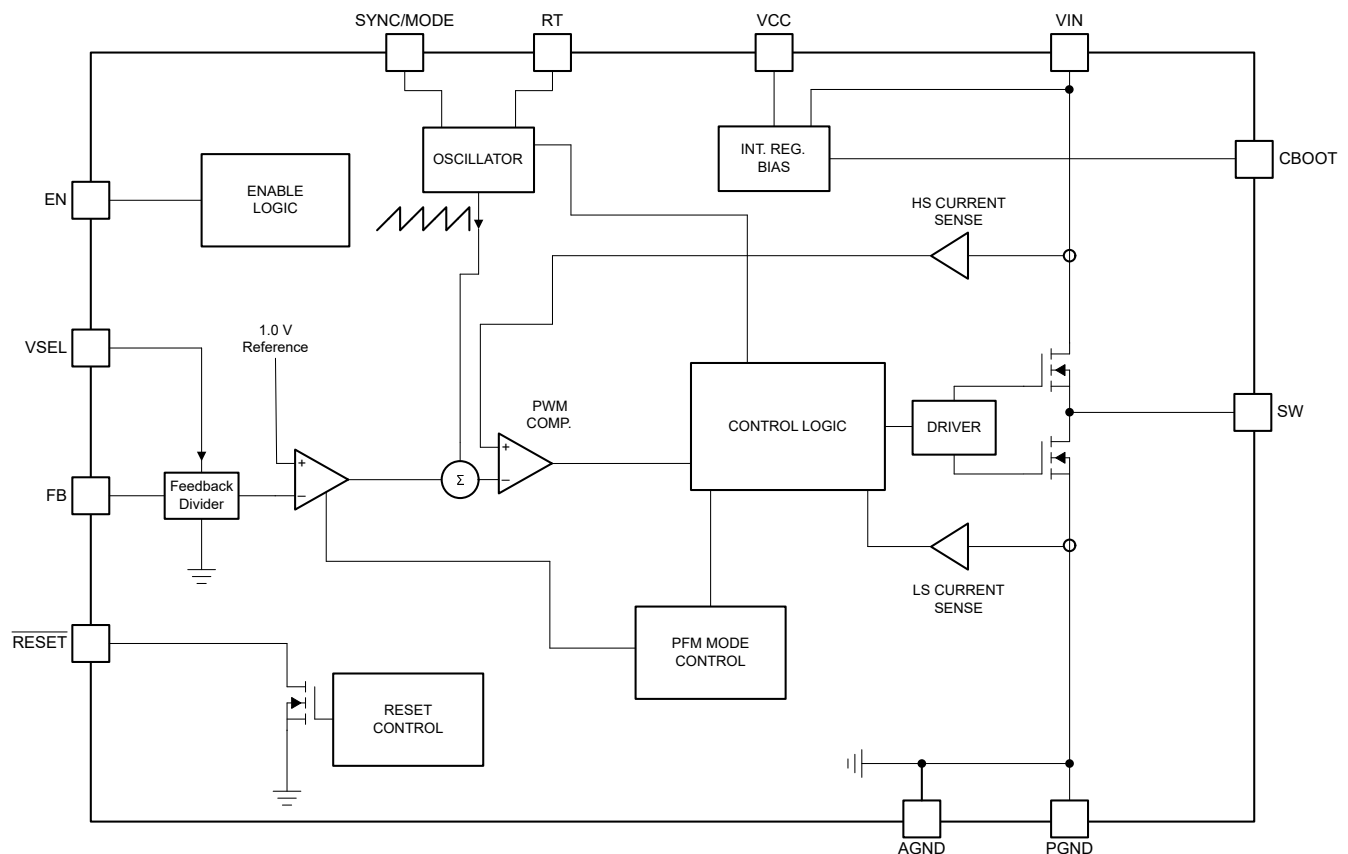 SYNC/MODE
RT
VCC
VIN
OSCILLATOR
INT. REG.
BIAS
CBOOT
EN
ENABLE
LOGIC
HS CURRENT
SENSE
VSEL
1.0 V
Reference
PWM
COMP.
CONTROL LOGIC
DRIVER
SW
+
+
FB
Feedback
Divider
−
Σ
−
LS CURRENT
SENSE
RESET
PFM MODE
CONTROL
RESET
CONTROL
AGND
PGND